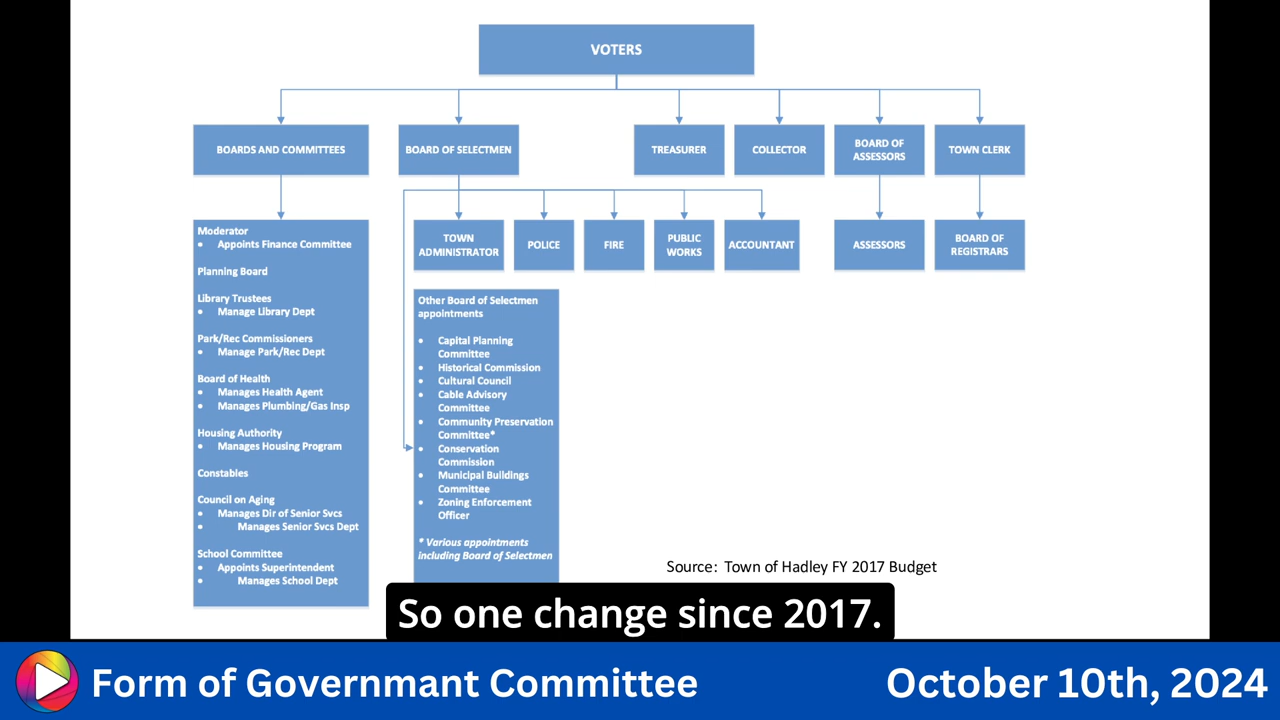 VOTERS
BOARDS AND COMMITTEES
BOARD OF SELECTMEN
TREASURER
COLLECTOR
BOARD OF
ASSESSORS
TOWN CLERK
TOWN
ADMINISTRATOR
POLICE
FIRE
PUBLIC
WORKS
ACCOUNTANT
ASSESSORS
BOARD OF
REGISTRARS
Moderator
• Appoints Finance Committee
Planning Board
Library Trustees
• Manage Library Dept
Park/Rec Commissioners
• Manage Park/Rec Dept
Board of Health
• Manages Health Agent
• Manages Plumbing/Gas Insp
Housing Authority
• Manages Housing Program
Constables
Council on Aging
• Manages Dir of Senior Svcs
• Manages Senior Svcs Dept
School Committee
• Appoints Superintendent
• Manages School Dept
Other Board of Selectmen
appointments
• Capital Planning
Committee
• Historical Commission
• Cultural Council
• Cable Advisory
Committee
• Community Preservation
Committee*
• Conservation
Commission
• Municipal Buildings
Committee
• Zoning Enforcement
Officer
* Various appointments
including Board of Selectmen
Source: Town of Hadley FY 2017 Budget
So one change since 2017.
Form of Governmant Committee
October 10th, 2024